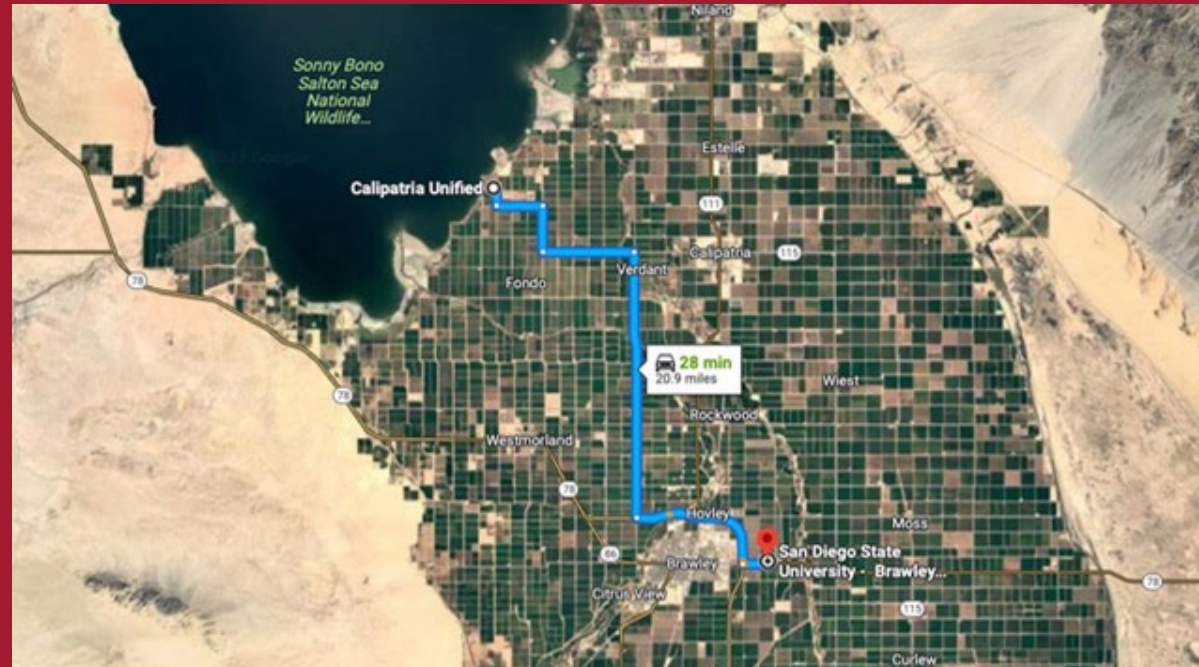 Niland
Sonny Bono
Salton Sea
National
Wildlife...
Estelle
Calipatria Unified
111
Calipatria
115
Verdant
Fondo
78
28 min
20.9 miles
Wiest
78
Rockwood
Westmorland
78
Hovley
Moss
86
Brawley
San Diego State
University - Brawley...
78
Citrus View
115
Curlew